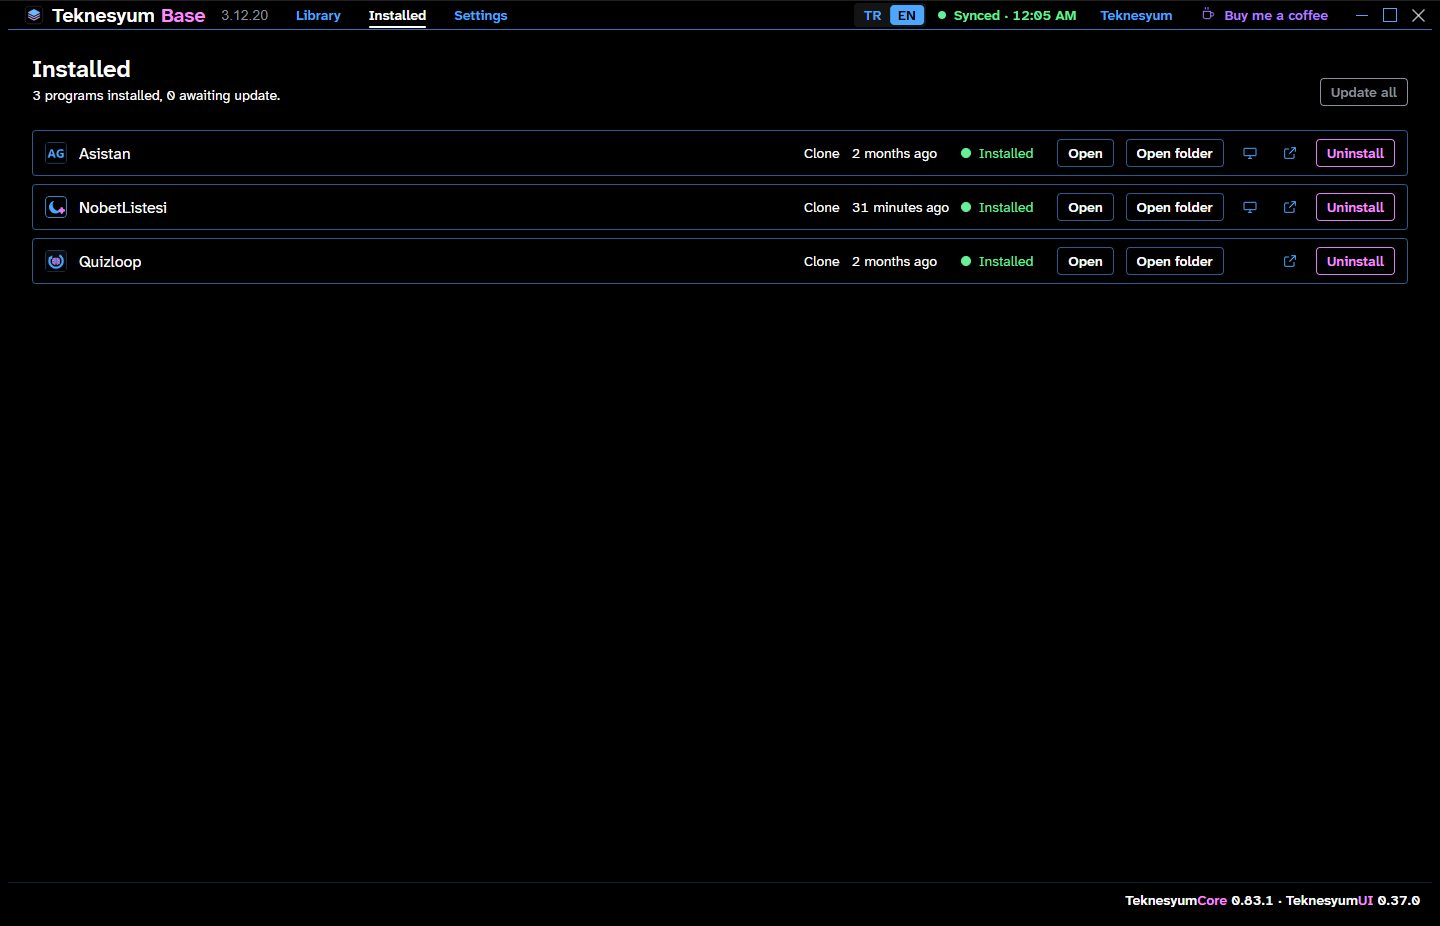 Teknesyum Base 3.12.20 Library Installed Settings TR EN Synced · 12:05 AM Teknesyum Buy me a coffee
Installed
3 programs installed, 0 awaiting update.
Update all
AG Asistan Clone 2 months ago Installed Open Open folder Uninstall
NobetListesi Clone 31 minutes ago Installed Open Open folder Uninstall
Quizloop Clone 2 months ago Installed Open Open folder Uninstall
TeknesyumCore 0.83.1 · TeknesyumUI 0.37.0